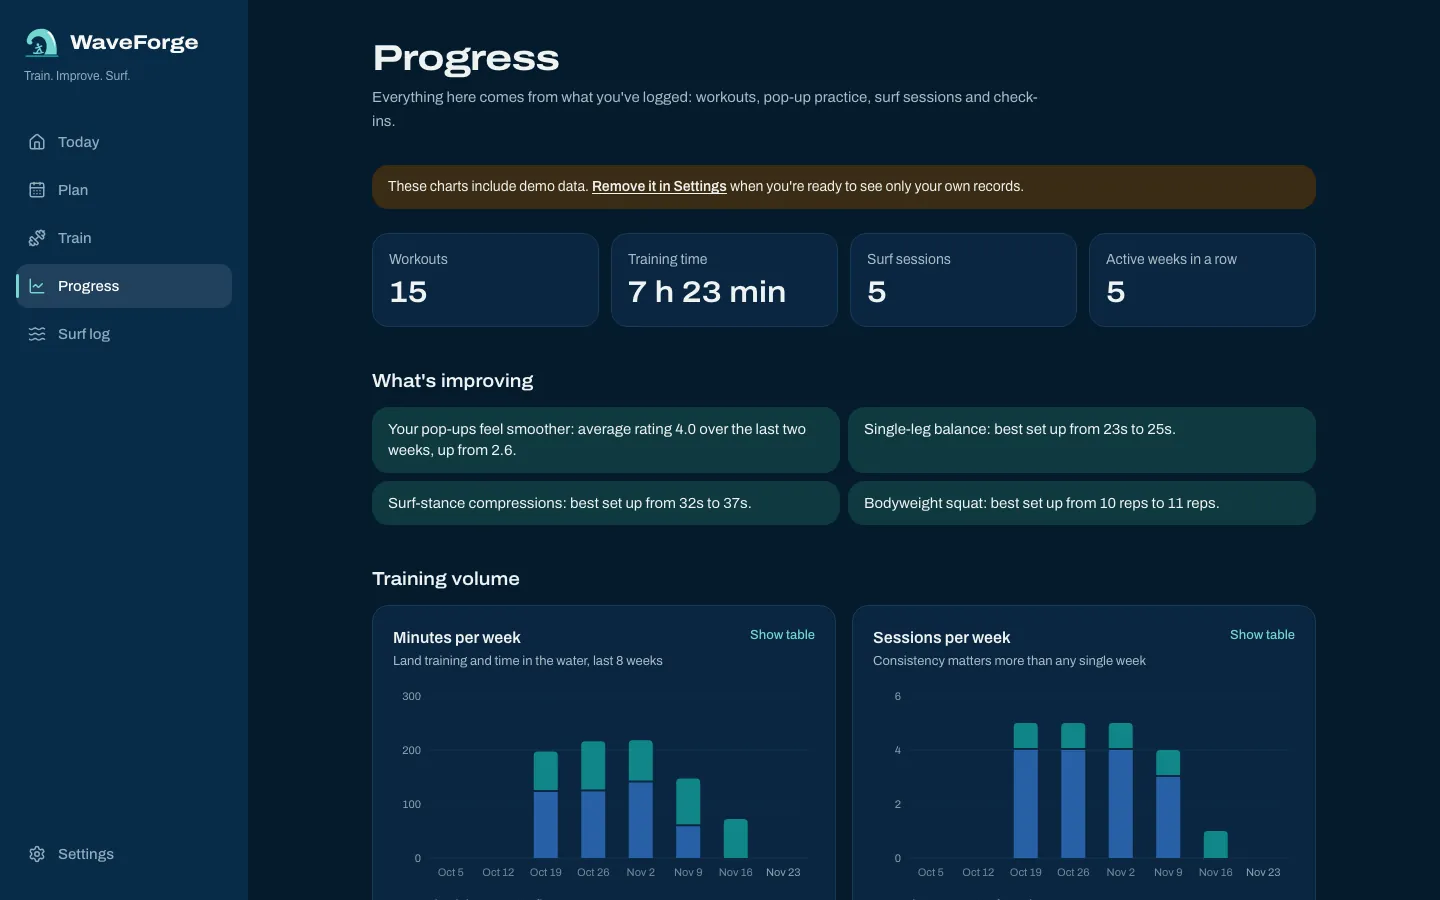 WaveForge
Train. Improve. Surf.
Today
Plan
Train
Progress
Surf log
Settings
Progress
Everything here comes from what you've logged: workouts, pop-up practice, surf sessions and check-
ins.
These charts include demo data. Remove it in Settings when you're ready to see only your own records.
Workouts
15
Training time
7 h 23 min
Surf sessions
5
Active weeks in a row
5
What's improving
Your pop-ups feel smoother: average rating 4.0 over the last two
weeks, up from 2.6.
Single-leg balance: best set up from 23s to 25s.
Surf-stance compressions: best set up from 32s to 37s.
Bodyweight squat: best set up from 10 reps to 11 reps.
Training volume
Minutes per week
Show table
Land training and time in the water, last 8 weeks
300
200
100
0
Oct 5 Oct 12 Oct 19 Oct 26 Nov 2 Nov 9 Nov 16 Nov 23
Sessions per week
Show table
Consistency matters more than any single week
6
4
2
0
Oct 5 Oct 12 Oct 19 Oct 26 Nov 2 Nov 9 Nov 16 Nov 23